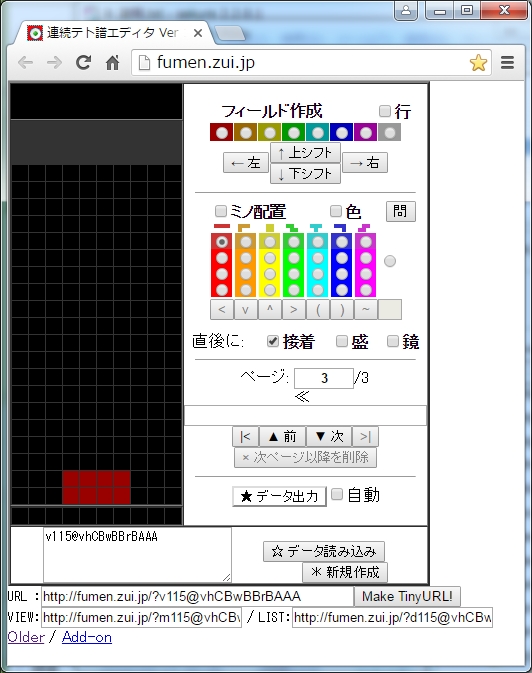 連続テト譜エディタ Ver
fumen.zui.jp
フィールド作成 行
← 左 ↑ 上シフト → 右
↓ 下シフト
ミノ配置 色 問
< v ^ > ( ) ~
直後に: 接着 盛 鏡
ページ: 3 /3
≪
|< ▲ 前 ▼ 次 >|
× 次ページ以降を削除
★ データ出力 自動
v115@vhCBwBBrBAAA
☆ データ読み込み
＊ 新規作成
URL : http://fumen.zui.jp/?v115@vhCBwBBrBAAA Make TinyURL!
VIEW: http://fumen.zui.jp/?m115@vhCBv / LIST: http://fumen.zui.jp/?d115@vhCBw
Older / Add-on